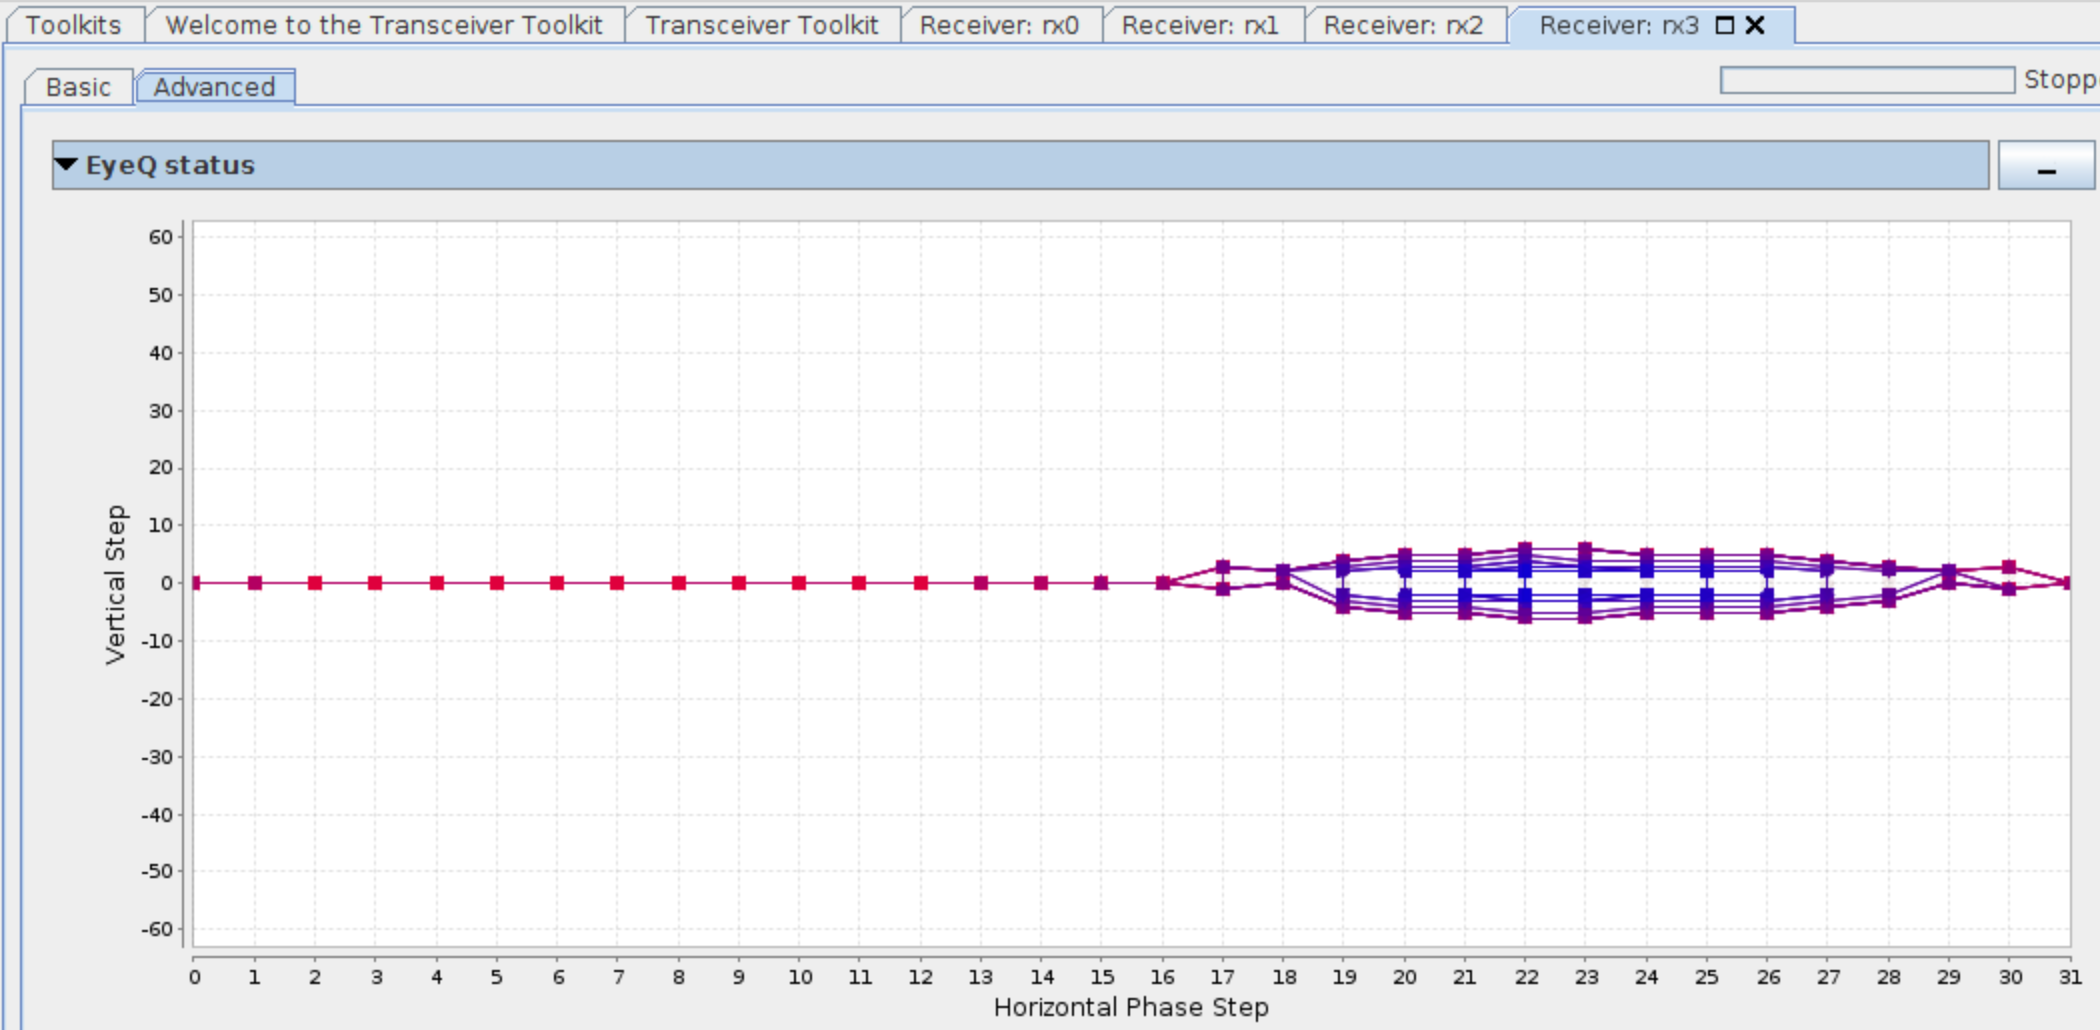 Toolkits Welcome to the Transceiver Toolkit Transceiver Toolkit Receiver: rx0 Receiver: rx1 Receiver: rx2 Receiver: rx3
Basic Advanced Stopp
EyeQ status
60
50
40
30
20
10
0
-10
-20
-30
-40
-50
-60
Vertical Step
0 1 2 3 4 5 6 7 8 9 10 11 12 13 14 15 16 17 18 19 20 21 22 23 24 25 26 27 28 29 30 31
Horizontal Phase Step